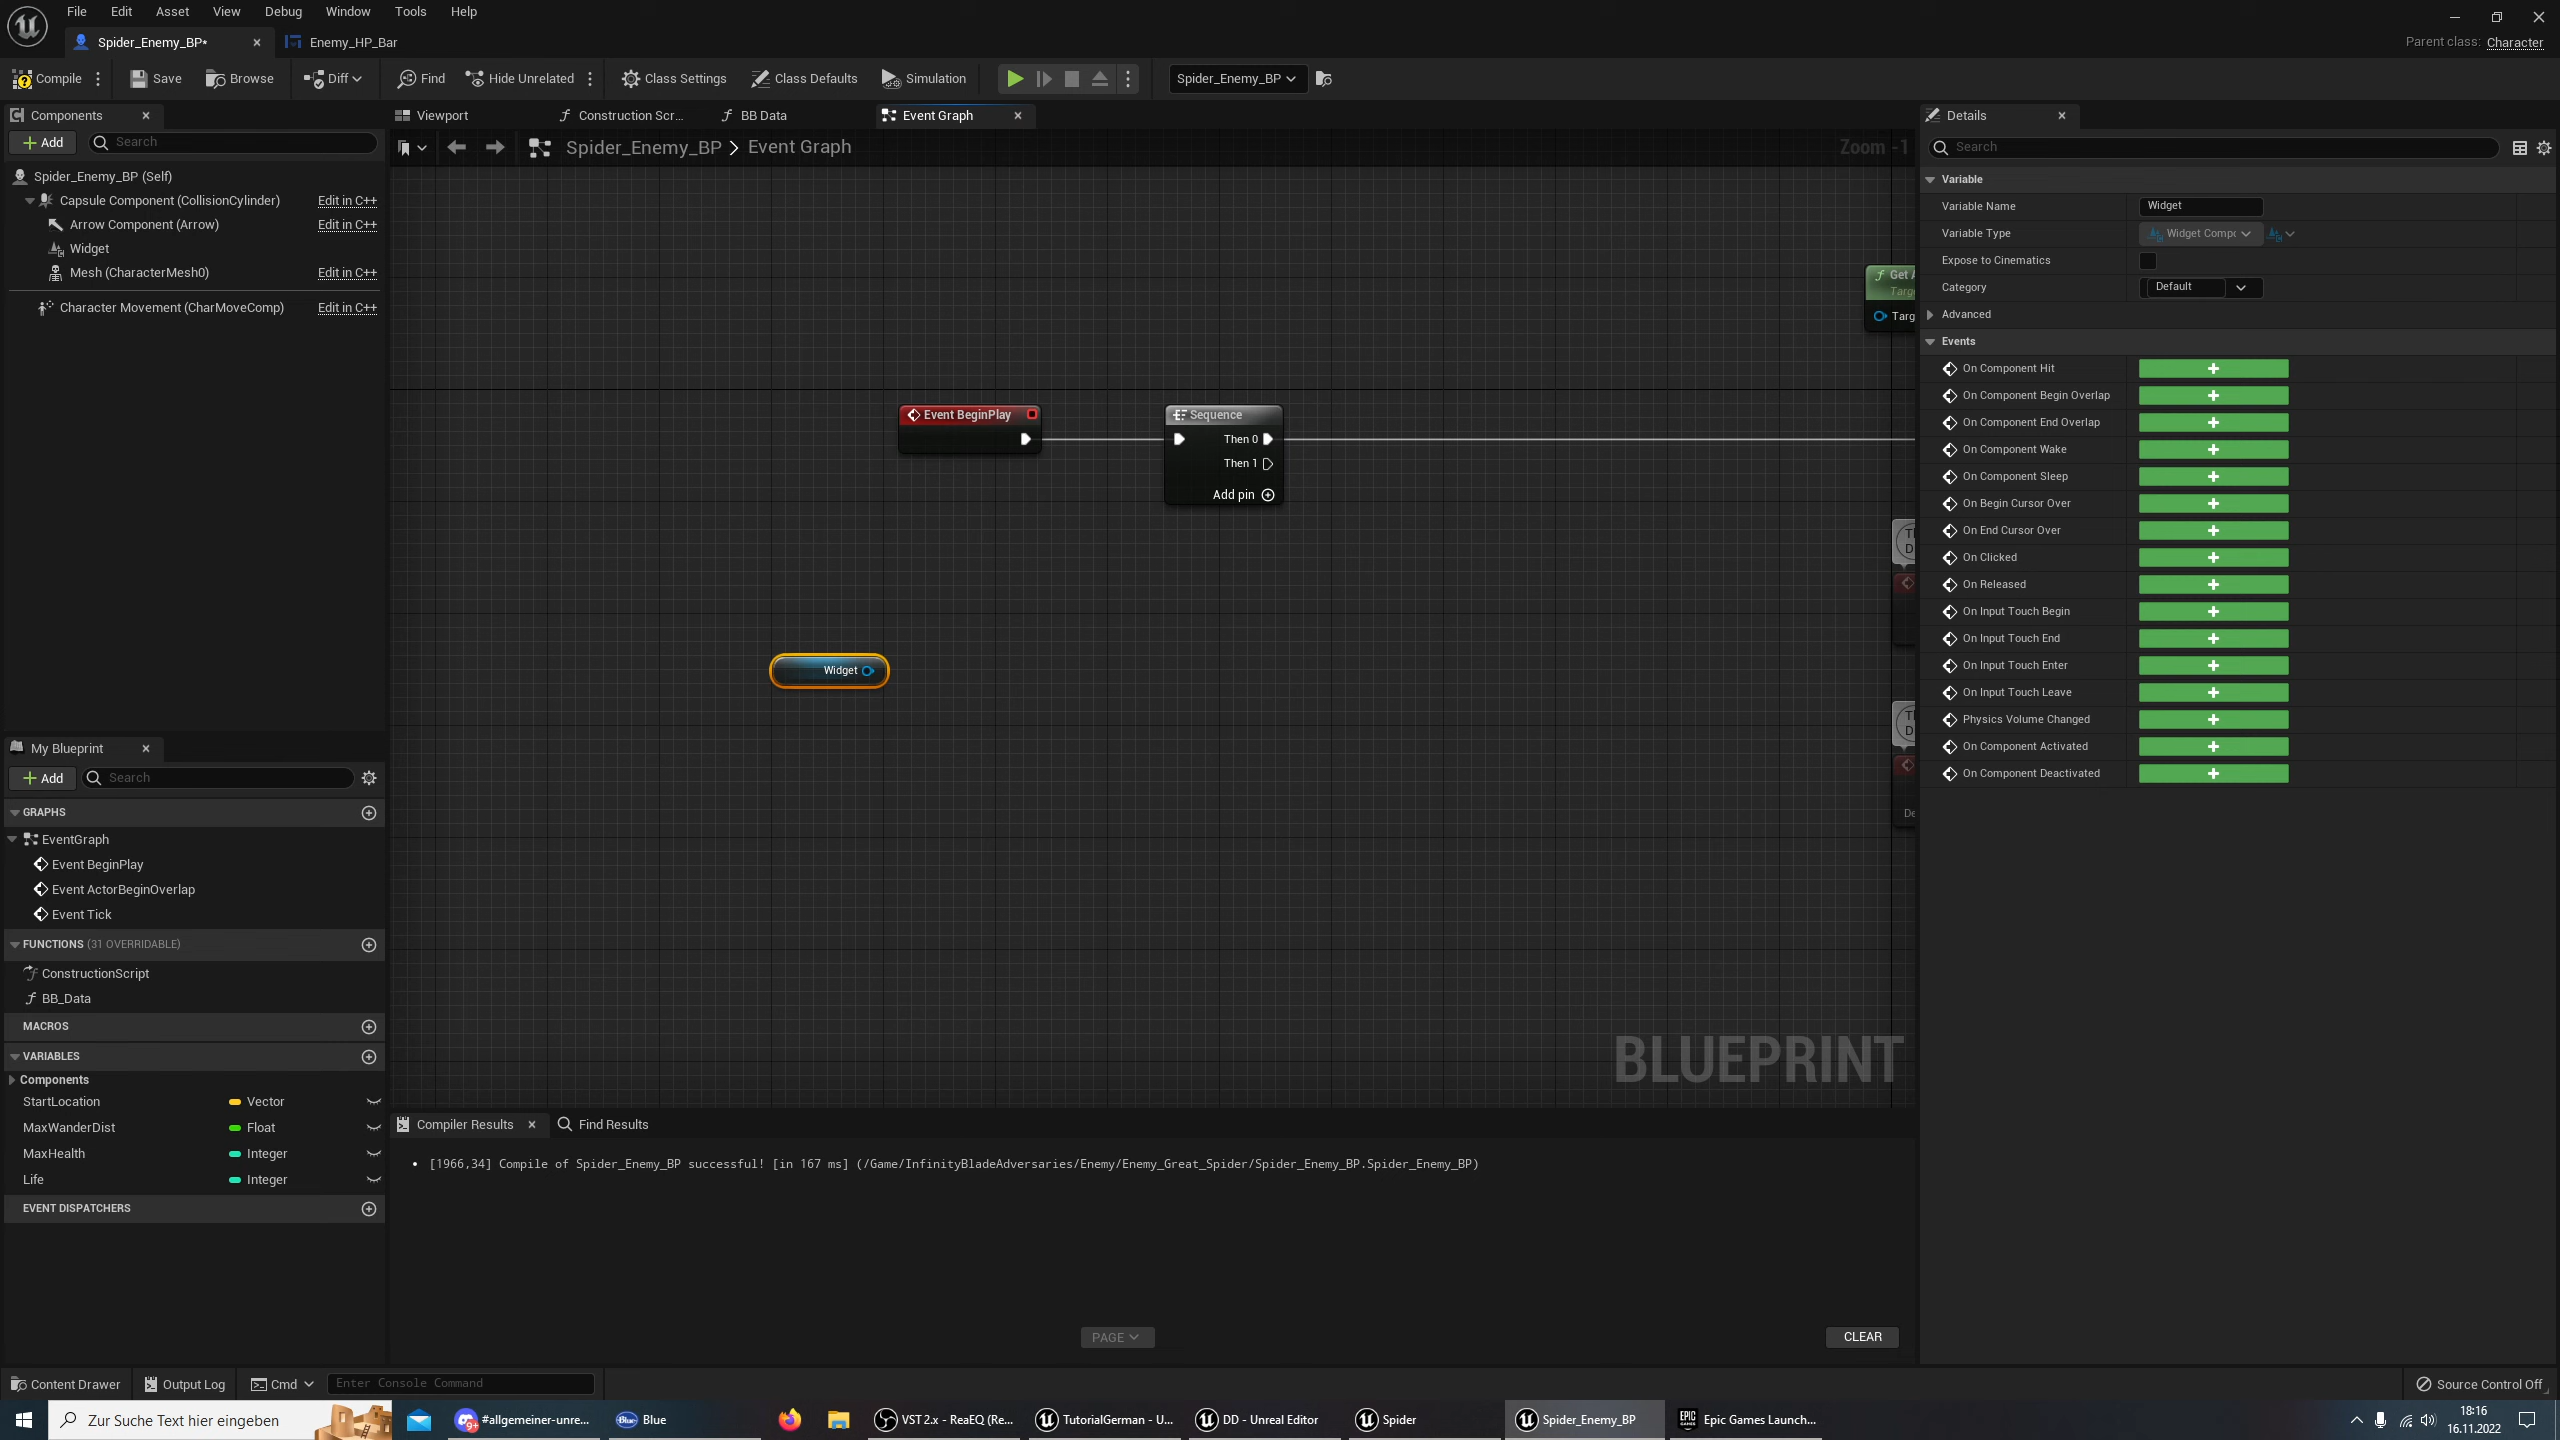 File Edit Asset View Debug Window Tools Help
Spider_Enemy_BP*
Enemy_HP_Bar
Parent class: Character
Compile
Save
Browse
Diff
Find
Hide Unrelated
Class Settings
Class Defaults
Simulation
Spider_Enemy_BP
Components
Add
Search
Spider_Enemy_BP (Self)
Capsule Component (CollisionCylinder) Edit in C++
Arrow Component (Arrow) Edit in C++
Widget
Mesh (CharacterMesh0) Edit in C++
Character Movement (CharMoveComp) Edit in C++
My Blueprint
Add
Search
GRAPHS
EventGraph
Event BeginPlay
Event ActorBeginOverlap
Event Tick
FUNCTIONS (31 OVERRIDABLE)
ConstructionScript
BB_Data
MACROS
VARIABLES
Components
StartLocation Vector
MaxWanderDist Float
MaxHealth Integer
Life Integer
EVENT DISPATCHERS
Viewport
Construction Scr...
BB Data
Event Graph
Spider_Enemy_BP > Event Graph
Zoom -1
Get A
Targe
Targ
Event BeginPlay
Sequence
Then 0
Then 1
Add pin
Widget
De
BLUEPRINT
Compiler Results
Find Results
[1966,34] Compile of Spider_Enemy_BP successful! [in 167 ms] (/Game/InfinityBladeAdversaries/Enemy/Enemy_Great_Spider/Spider_Enemy_BP.Spider_Enemy_BP)
PAGE
CLEAR
Details
Search
Variable
Variable Name Widget
Variable Type Widget Compo
Expose to Cinematics
Category Default
Advanced
Events
On Component Hit
On Component Begin Overlap
On Component End Overlap
On Component Wake
On Component Sleep
On Begin Cursor Over
On End Cursor Over
On Clicked
On Released
On Input Touch Begin
On Input Touch End
On Input Touch Enter
On Input Touch Leave
Physics Volume Changed
On Component Activated
On Component Deactivated
Content Drawer
Output Log
Cmd
Enter Console Command
Source Control Off
Zur Suche Text hier eingeben
#allgemeiner-unre...
Blue
VST 2.x - ReaEQ (Re...
TutorialGerman - U...
DD - Unreal Editor
Spider
Spider_Enemy_BP
Epic Games Launch...
18:16
16.11.2022